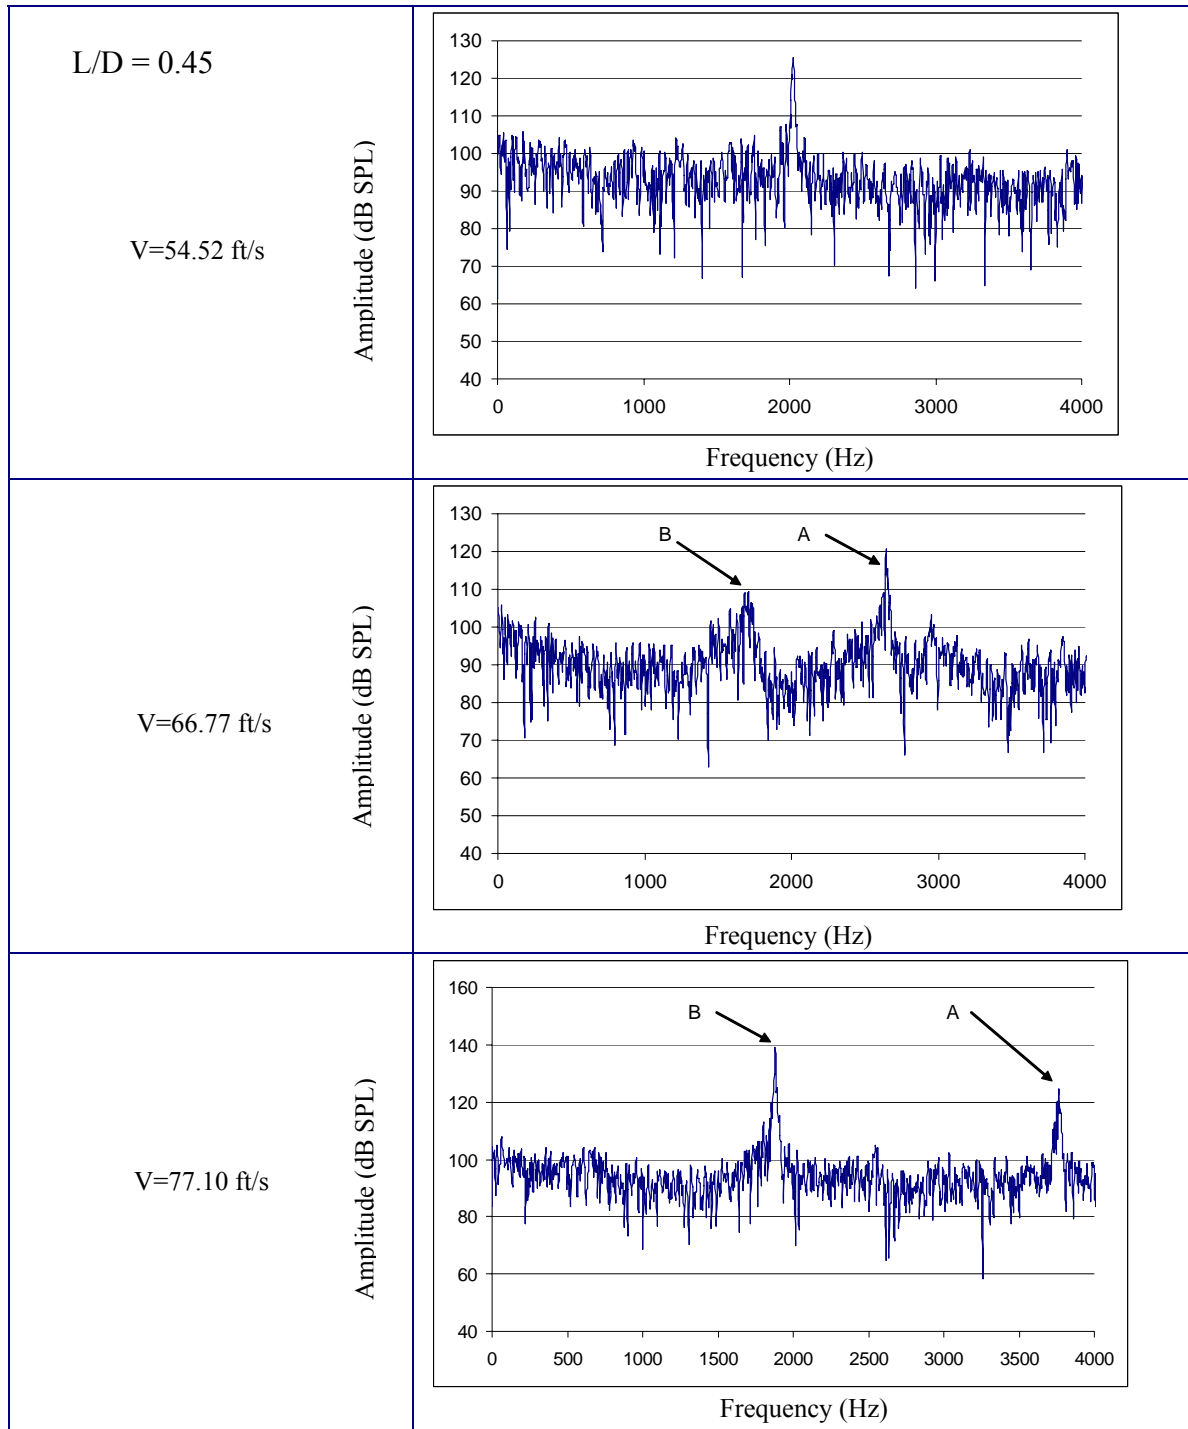 L/D = 0.45
V=54.52 ft/s
Amplitude (dB SPL)
130
120
110
100
90
80
70
60
50
40
0 1000 2000 3000 4000
Frequency (Hz)
V=66.77 ft/s
Amplitude (dB SPL)
130
120
110
100
90
80
70
60
50
40
B A
0 1000 2000 3000 4000
Frequency (Hz)
V=77.10 ft/s
Amplitude (dB SPL)
160
140
120
100
80
60
40
B A
0 500 1000 1500 2000 2500 3000 3500 4000
Frequency (Hz)